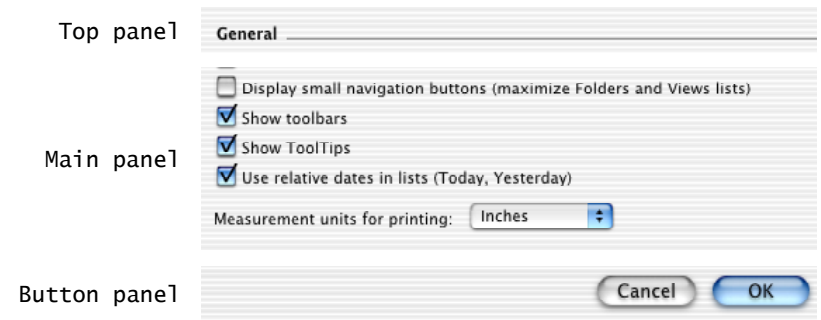 Top panel
General
Display small navigation buttons (maximize Folders and Views lists)
Show toolbars
Show ToolTips
Main panel
Use relative dates in lists (Today, Yesterday)
Measurement units for printing: Inches
Button panel
Cancel OK